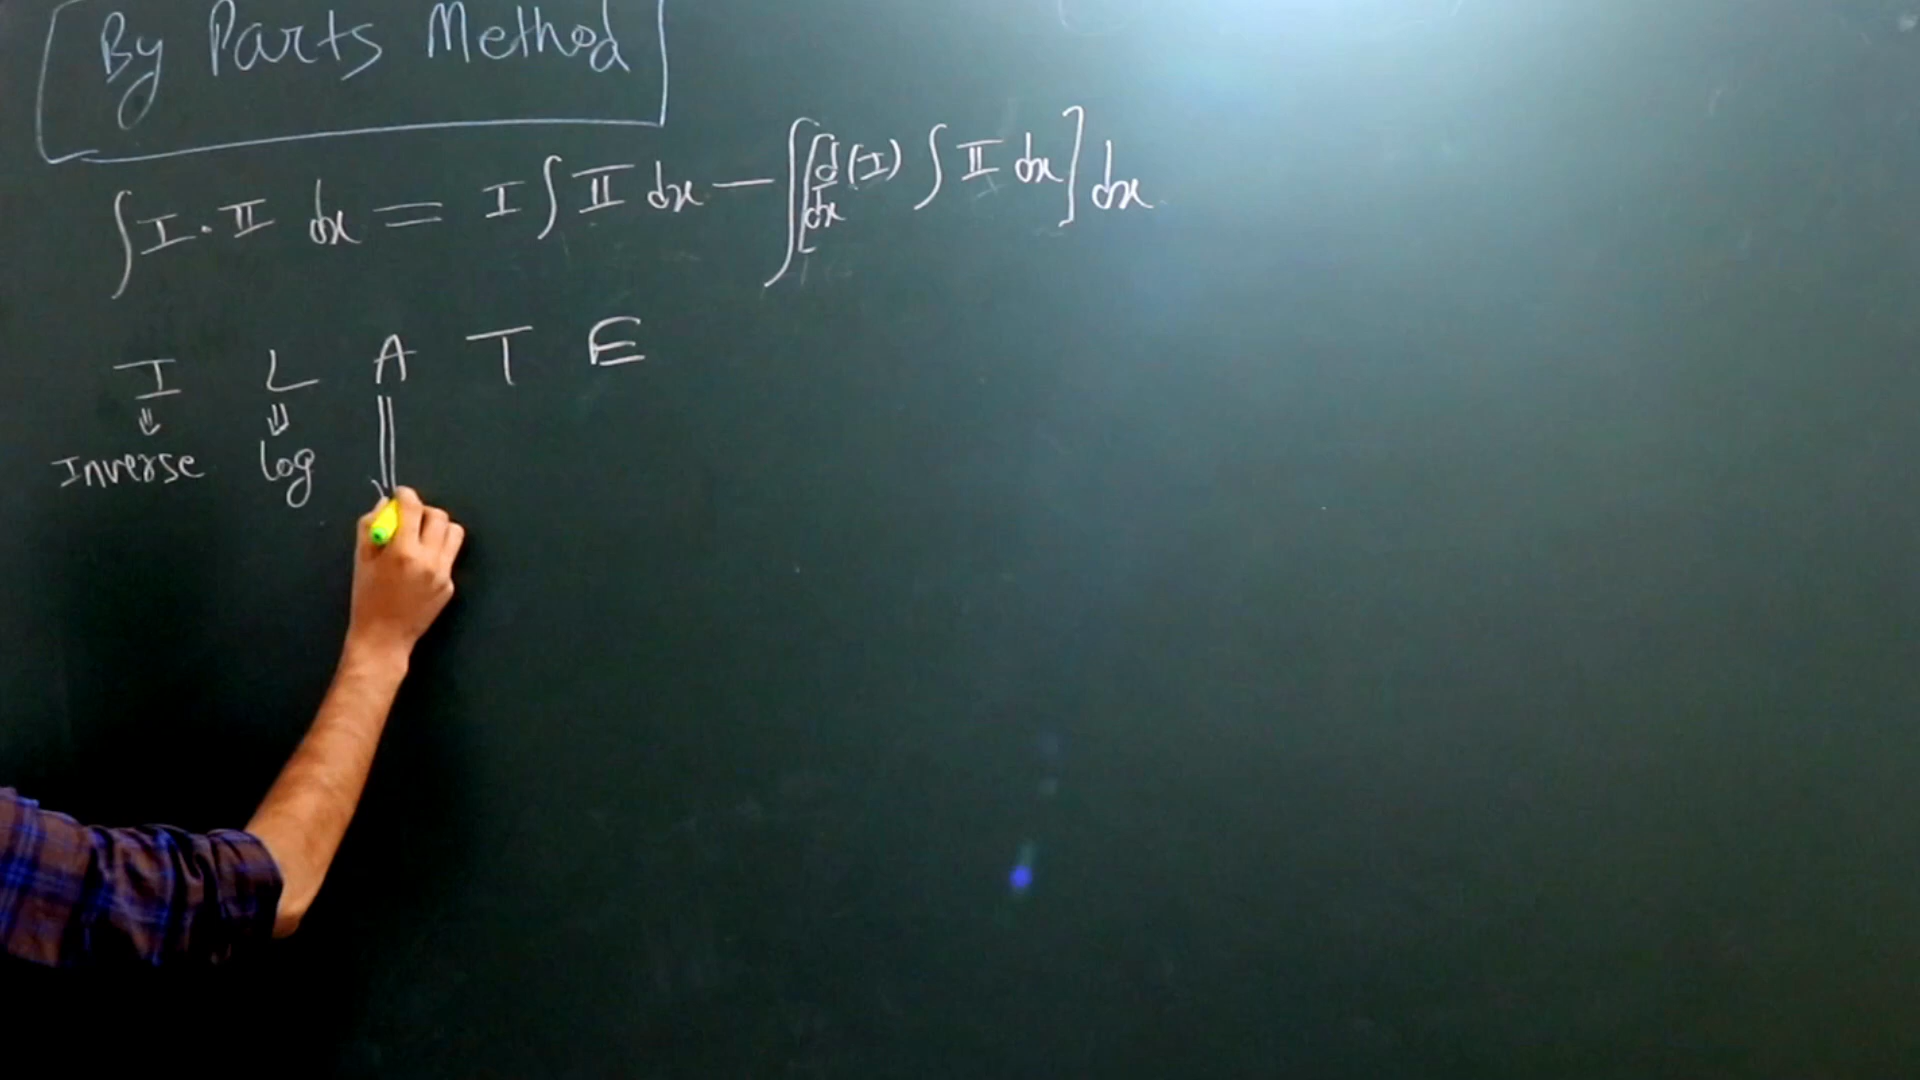 By Parts Method
∫ I · II dx = I ∫ II dx — ∫ [ d/dx (I) ∫ II dx ] dx
I L A T E
⇓ ⇓ ⇓
Inverse log